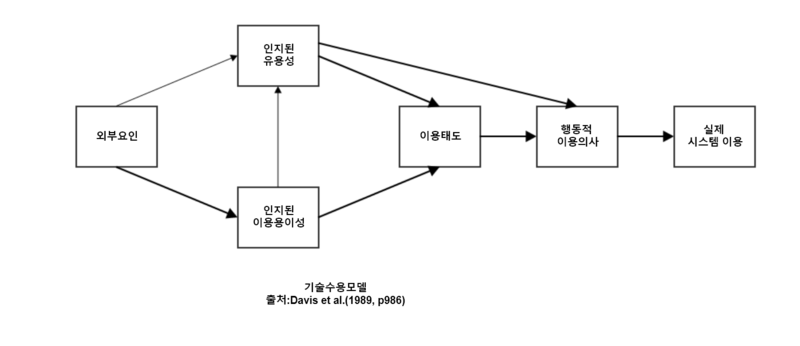 인지된
유용성
외부요인
이용태도
행동적
이용의사
실제
시스템 이용
인지된
이용용이성
기술수용모델
출처:Davis et al.(1989, p986)